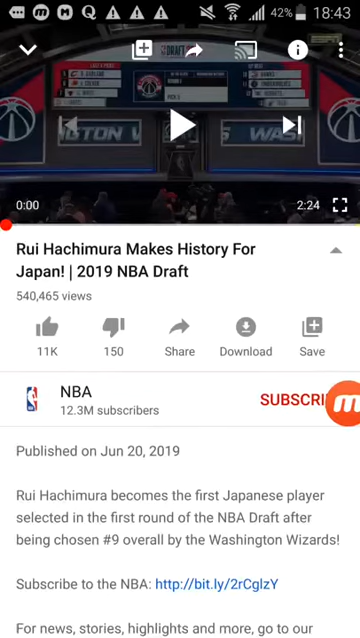 42% 18:43
DRAFT
WAS
0:00
2:24
Rui Hachimura Makes History For
Japan! | 2019 NBA Draft
540,465 views
11K
150
Share
Download
Save
NBA
12.3M subscribers
SUBSCRI
Published on Jun 20, 2019
Rui Hachimura becomes the first Japanese player
selected in the first round of the NBA Draft after
being chosen #9 overall by the Washington Wizards!
Subscribe to the NBA: http://bit.ly/2rCglzY
For news, stories, highlights and more, go to our